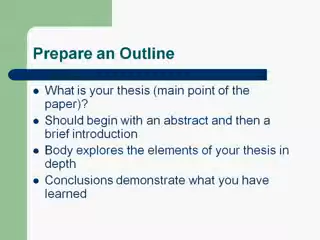 Prepare an Outline
What is your thesis (main point of the
paper)?
Should begin with an abstract and then a
brief introduction
Body explores the elements of your thesis in
depth
Conclusions demonstrate what you have
learned